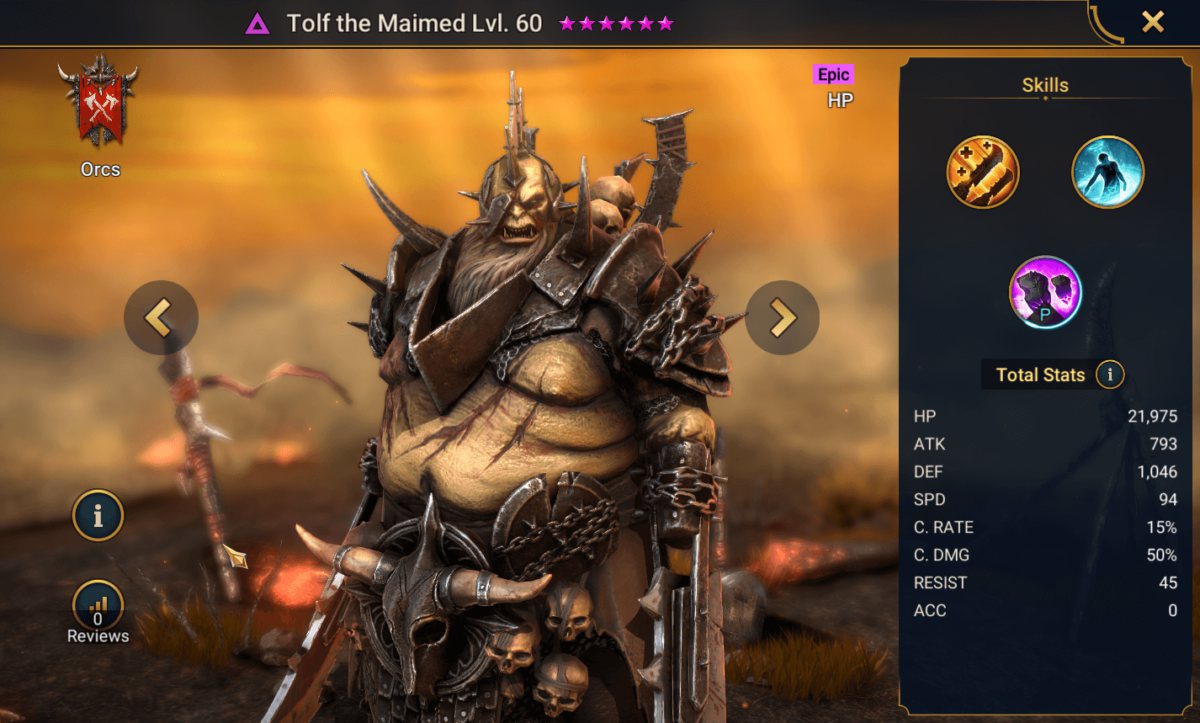 Tolf the Maimed Lvl. 60
Orcs
Epic
HP
Skills
P
Total Stats
HP 21,975
ATK 793
DEF 1,046
SPD 94
C. RATE 15%
C. DMG 50%
RESIST 45
ACC 0
i
i
0
Reviews